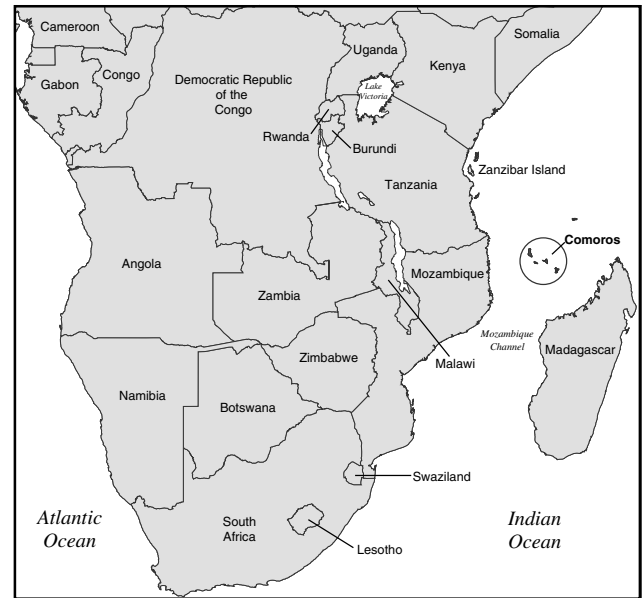 Cameroon
Somalia
Uganda
Kenya
Gabon
Congo
Democratic Republic
of the
Congo
Lake
Victoria
Rwanda
Burundi
Zanzibar Island
Tanzania
Comoros
Angola
Mozambique
Zambia
Mozambique
Channel
Madagascar
Malawi
Zimbabwe
Namibia
Botswana
Swaziland
Atlantic
Ocean
South
Africa
Indian
Ocean
Lesotho